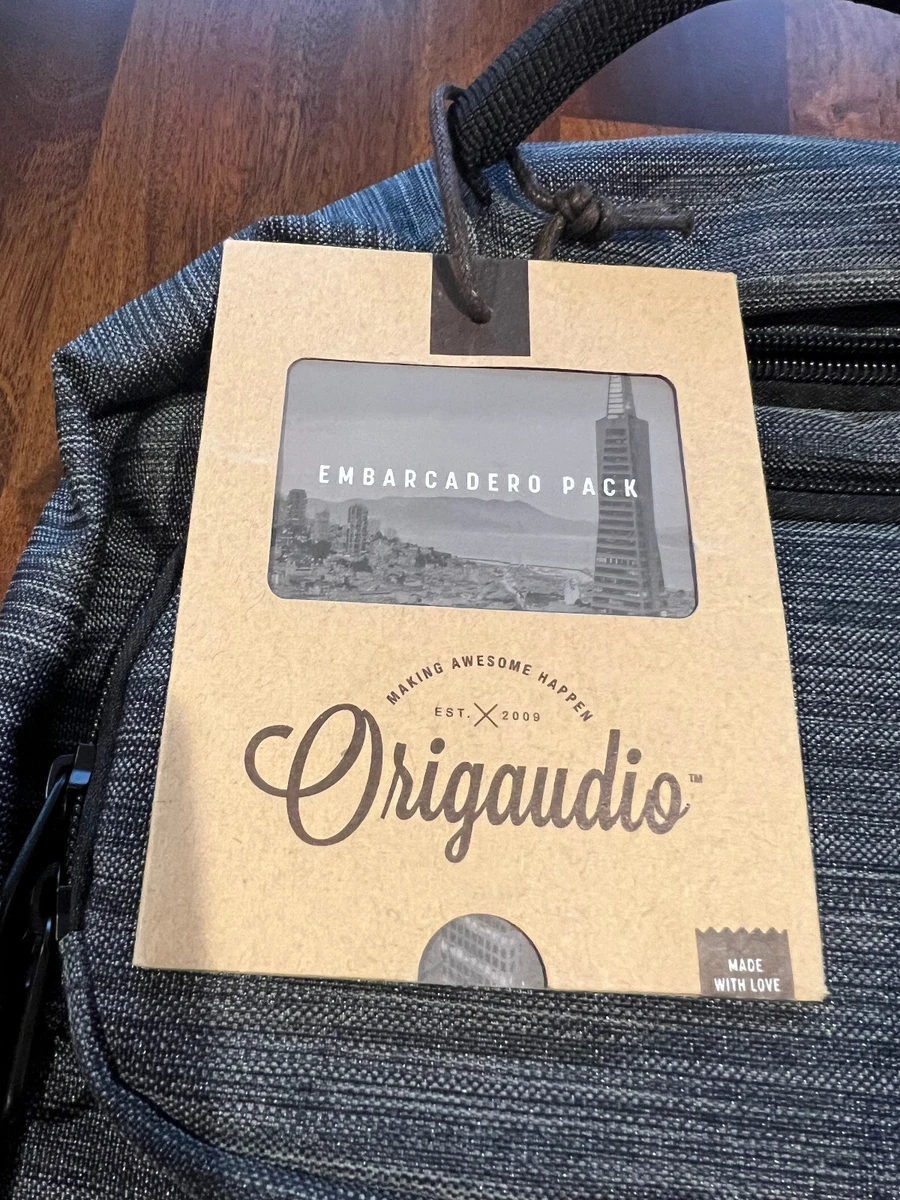 EMBARCADERO PACK
MAKING AWESOME HAPPEN
EST. 2009
Origaudio™
MADE
WITH LOVE